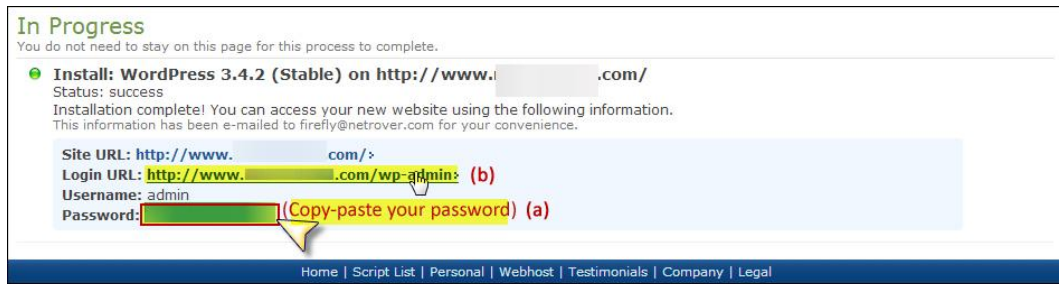 In Progress
You do not need to stay on this page for this process to complete.
Install: WordPress 3.4.2 (Stable) on http://www. .com/
Status: success
Installation complete! You can access your new website using the following information.
This information has been e-mailed to firefly@netrover.com for your convenience.
Site URL: http://www. com/>
Login URL: http://www. .com/wp-admin> (b)
Username: admin
Password: (Copy-paste your password) (a)
Home | Script List | Personal | Webhost | Testimonials | Company | Legal